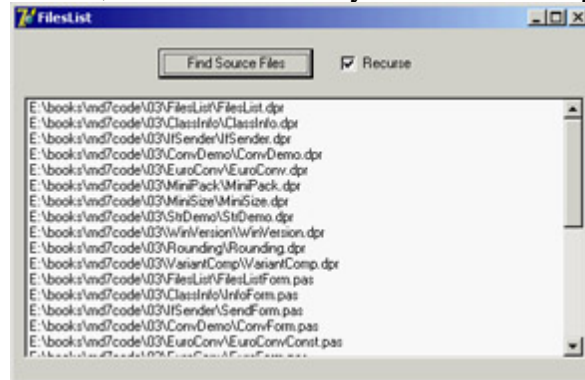 FilesList
Find Source Files
Recurse
E:\books\md7code\03\FilesList\FilesList.dpr
E:\books\md7code\03\ClassInfo\ClassInfo.dpr
E:\books\md7code\03\IfSender\IfSender.dpr
E:\books\md7code\03\ConvDemo\ConvDemo.dpr
E:\books\md7code\03\EuroConv\EuroConv.dpr
E:\books\md7code\03\MiniPack\MiniPack.dpr
E:\books\md7code\03\MiniSize\MiniSize.dpr
E:\books\md7code\03\StrDemo\StrDemo.dpr
E:\books\md7code\03\WinVersion\WinVersion.dpr
E:\books\md7code\03\Rounding\Rounding.dpr
E:\books\md7code\03\VariantComp\VariantComp.dpr
E:\books\md7code\03\FilesList\FilesListForm.pas
E:\books\md7code\03\ClassInfo\InfoForm.pas
E:\books\md7code\03\IfSender\SendForm.pas
E:\books\md7code\03\ConvDemo\ConvForm.pas
E:\books\md7code\03\EuroConv\EuroConvConst.pas